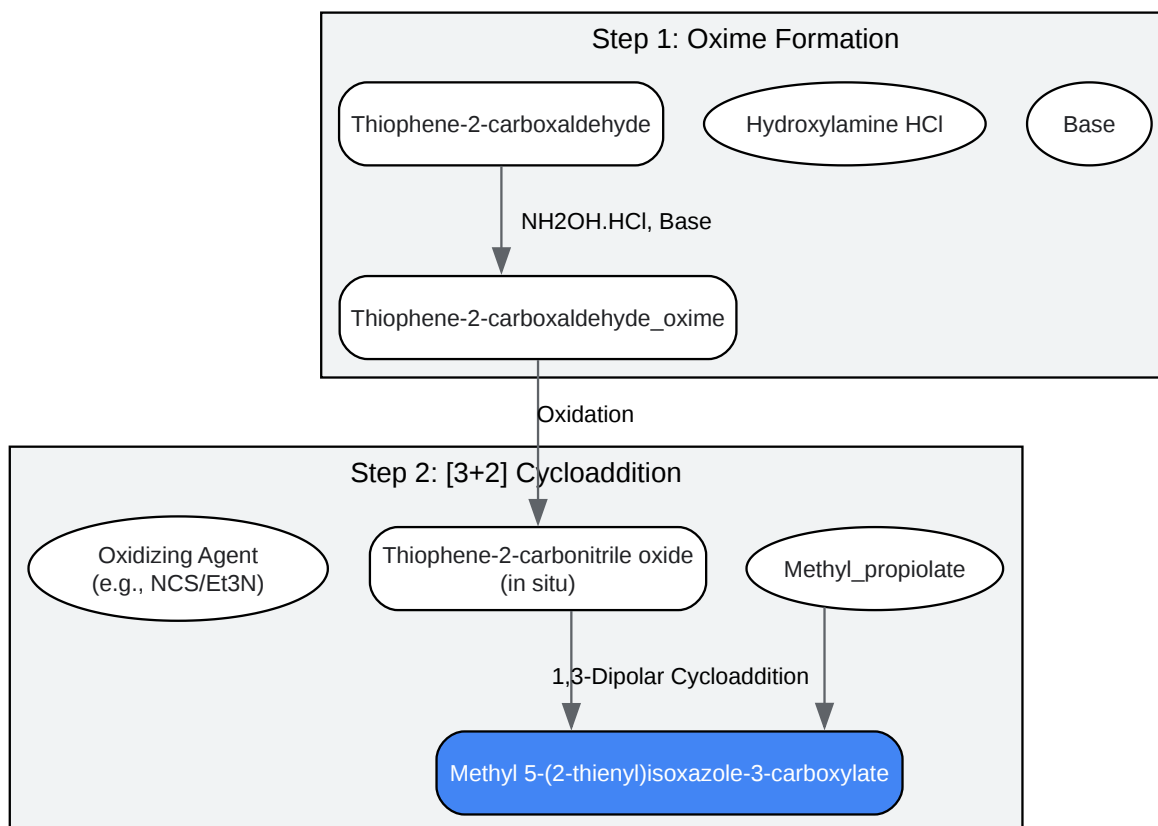 Step 1: Oxime Formation
Thiophene-2-carboxaldehyde
Hydroxylamine HCl
Base
NH2OH.HCl, Base
Thiophene-2-carboxaldehyde_oxime
Oxidation
Step 2: [3+2] Cycloaddition
Oxidizing Agent
(e.g., NCS/Et3N)
Thiophene-2-carbonitrile oxide
(in situ)
Methyl_propiolate
1,3-Dipolar Cycloaddition
Methyl 5-(2-thienyl)isoxazole-3-carboxylate